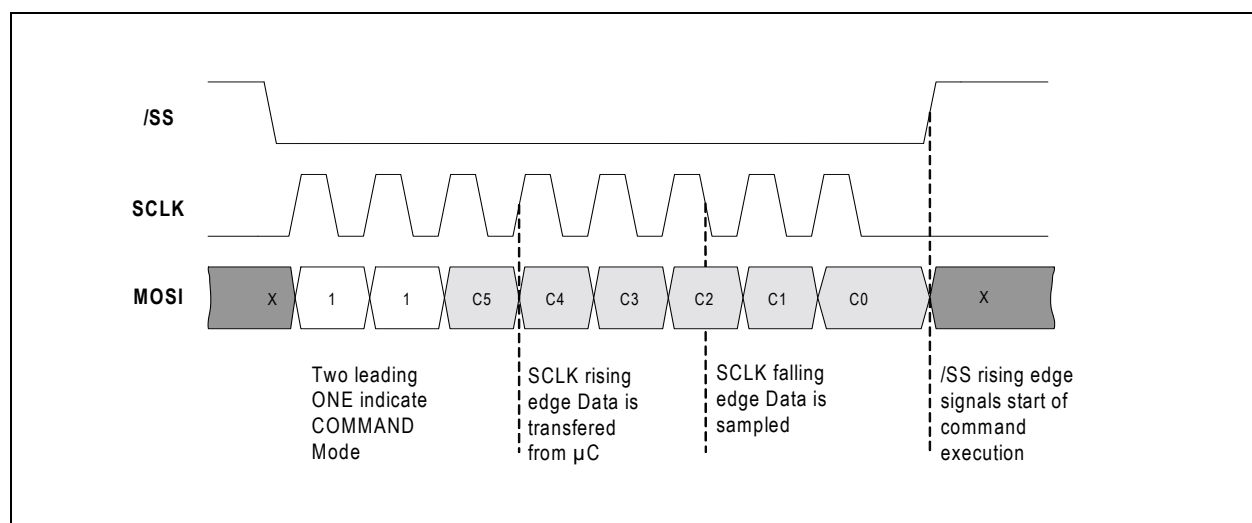 /SS
SCLK
MOSI
X
1
1
C5
C4
C3
C2
C1
C0
X
Two leading
ONE indicate
COMMAND
Mode
SCLK rising
edge Data is
transfered
from µC
SCLK falling
edge Data is
sampled
/SS rising edge
signals start of
command
execution